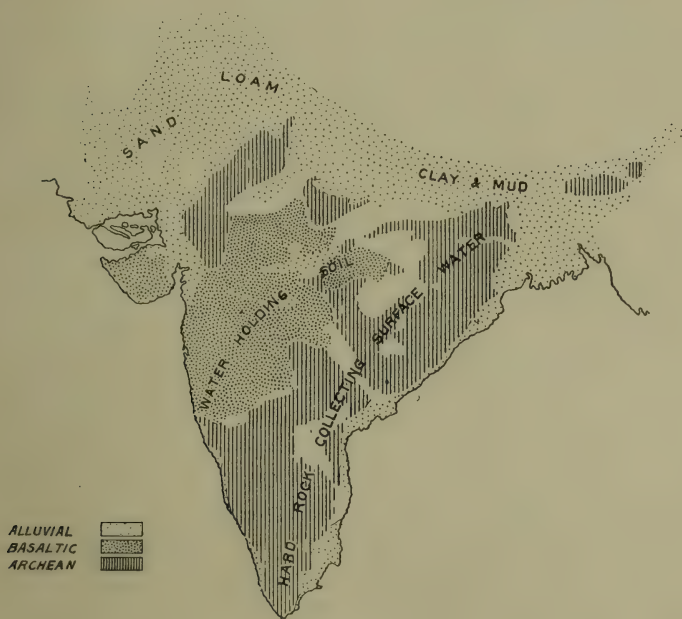 LOAM
SAND
CLAY & MUD
WATER HOLDING SOIL
HARD ROCK COLLECTING SURFACE WATER
ALLUVIAL
BASALTIC
ARCHEAN